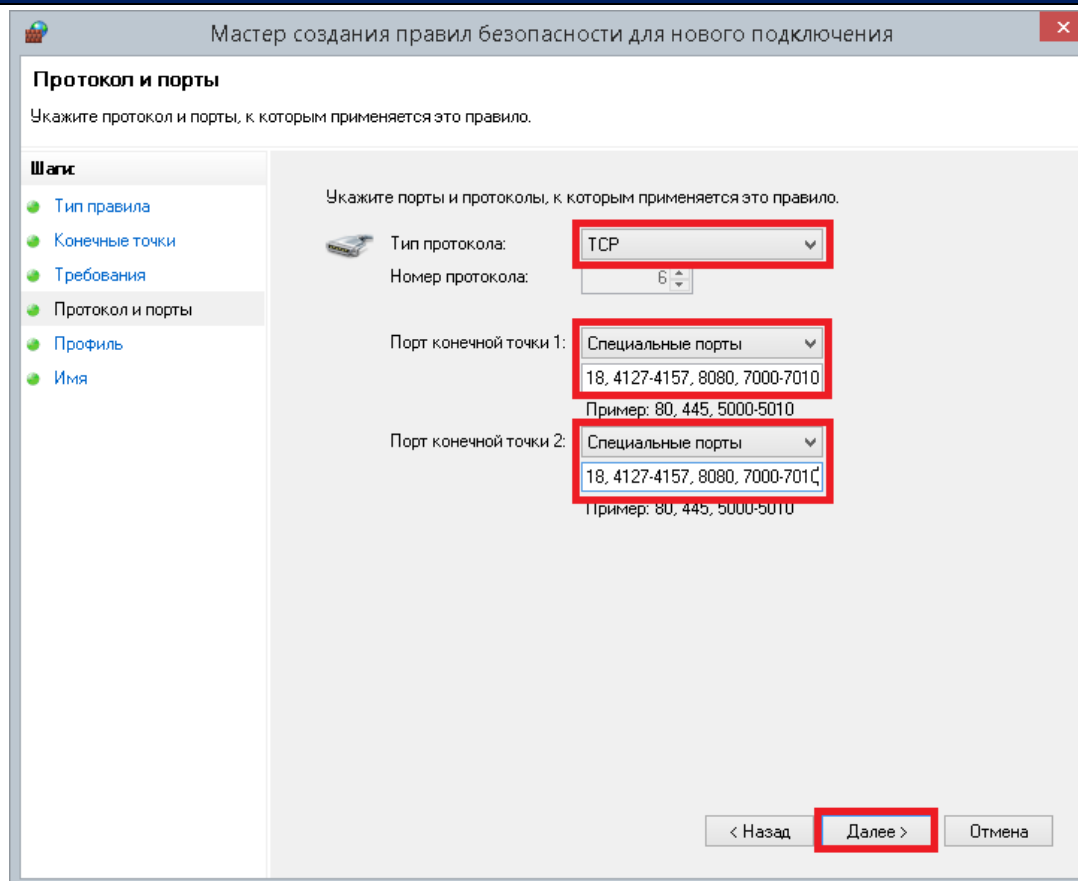 Мастер создания правил безопасности для нового подключения
Протокол и порты
Укажите протокол и порты, к которым применяется это правило.
Шаги:
Тип правила
Конечные точки
Требования
Протокол и порты
Профиль
Имя
Укажите порты и протоколы, к которым применяется это правило.
Тип протокола: TCP
Номер протокола: 6
Порт конечной точки 1: Специальные порты
18, 4127-4157, 8080, 7000-7010
Пример: 80, 445, 5000-5010
Порт конечной точки 2: Специальные порты
18, 4127-4157, 8080, 7000-7010
Пример: 80, 445, 5000-5010
< Назад Далее > Отмена